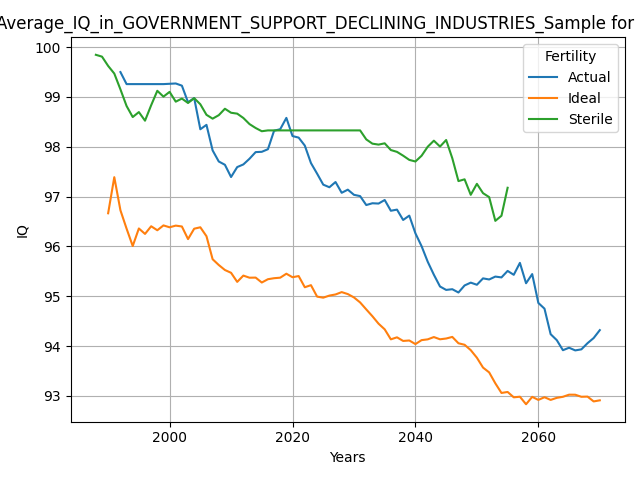 Average_IQ_in_GOVERNMENT_SUPPORT_DECLINING_INDUSTRIES_Sample for
Fertility
Actual
Ideal
Sterile
IQ
100
99
98
97
96
95
94
93
2000
2020
2040
2060
Years